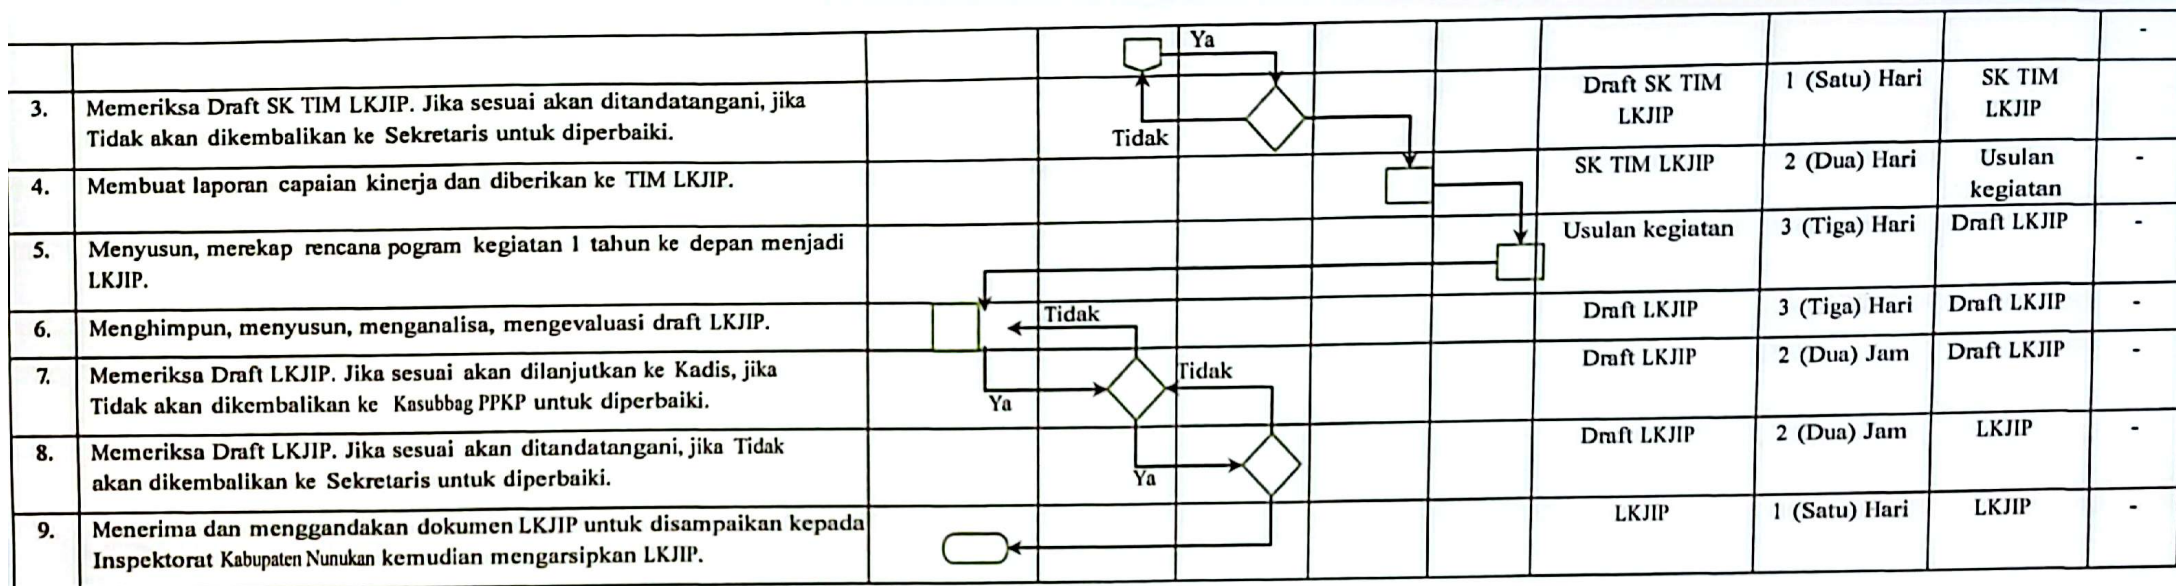 Ya
-
3.
Memeriksa Draft SK TIM LKJIP. Jika sesuai akan ditandatangani, jika
Tidak akan dikembalikan ke Sekretaris untuk diperbaiki.
Tidak
Draft SK TIM
LKJIP
1 (Satu) Hari
SK TIM
LKJIP
4.
Membuat laporan capaian kinerja dan diberikan ke TIM LKJIP.
SK TIM LKJIP
2 (Dua) Hari
Usulan
kegiatan
-
5.
Menyusun, merekap rencana pogram kegiatan 1 tahun ke depan menjadi
LKJIP.
Usulan kegiatan
3 (Tiga) Hari
Draft LKJIP
-
6.
Menghimpun, menyusun, menganalisa, mengevaluasi draft LKJIP.
Tidak
Draft LKJIP
3 (Tiga) Hari
Draft LKJIP
-
7.
Memeriksa Draft LKJIP. Jika sesuai akan dilanjutkan ke Kadis, jika
Tidak akan dikembalikan ke Kasubbag PPKP untuk diperbaiki.
Ya
Tidak
Draft LKJIP
2 (Dua) Jam
Draft LKJIP
-
8.
Memeriksa Draft LKJIP. Jika sesuai akan ditandatangani, jika Tidak
akan dikembalikan ke Sekretaris untuk diperbaiki.
Ya
Draft LKJIP
2 (Dua) Jam
LKJIP
-
9.
Menerima dan menggandakan dokumen LKJIP untuk disampaikan kepada
Inspektorat Kabupaten Nunukan kemudian mengarsipkan LKJIP.
LKJIP
1 (Satu) Hari
LKJIP
-